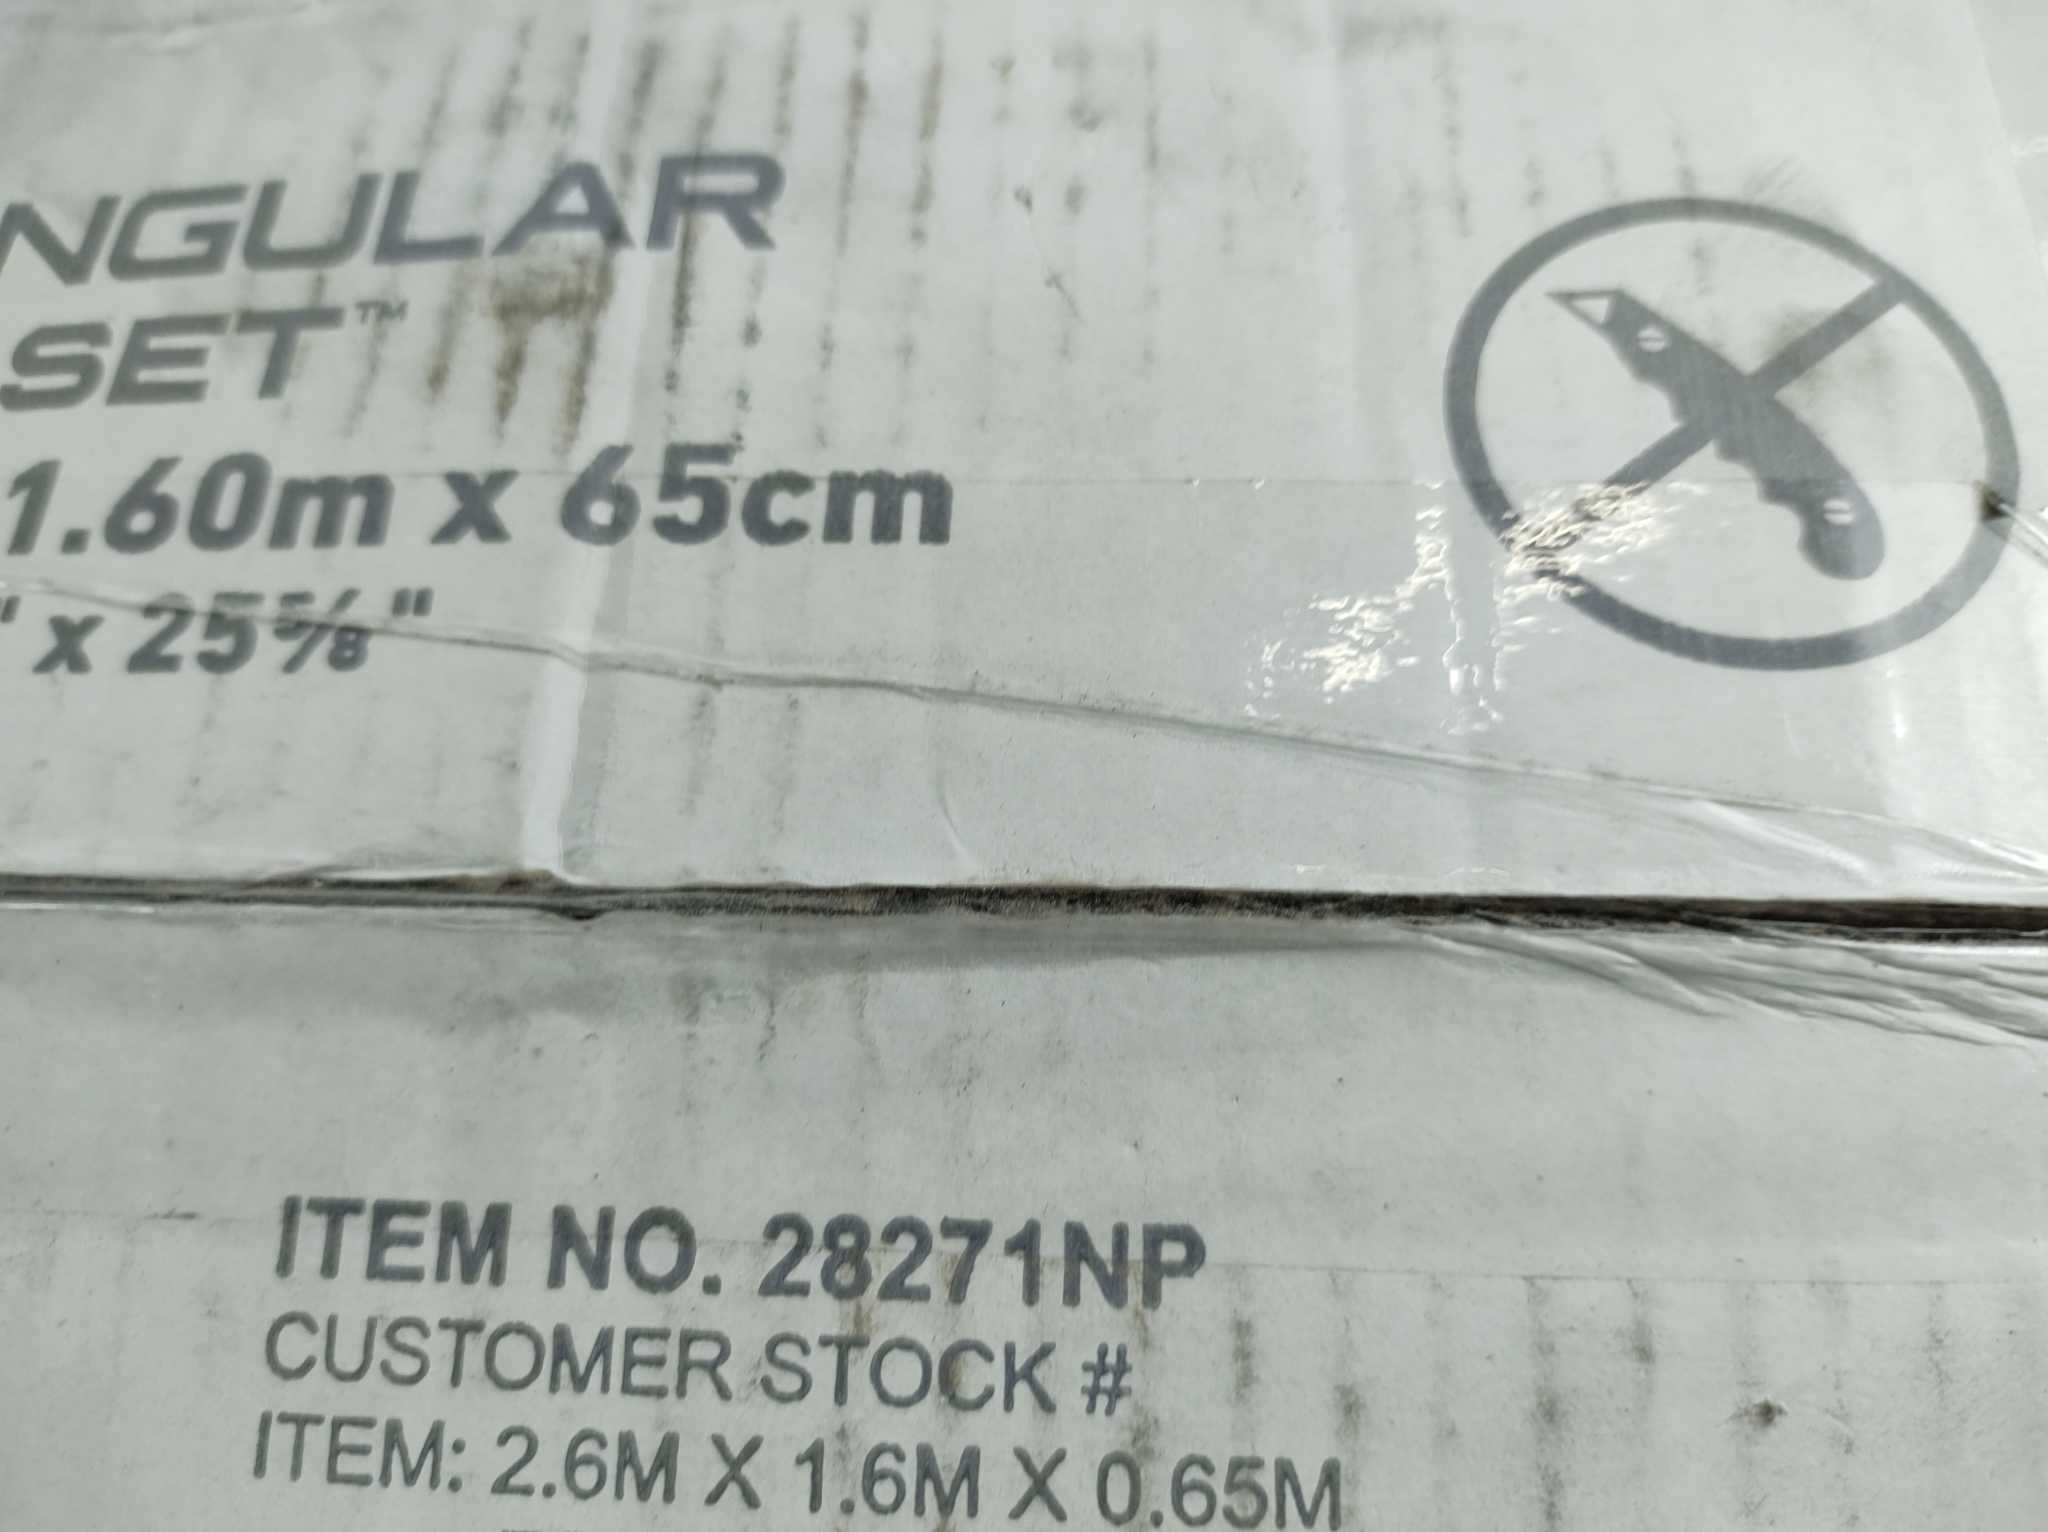 NGULAR
SET™
1.60m x 65cm
" x 25⅝"
ITEM NO. 28271NP
CUSTOMER STOCK #
ITEM: 2.6M X 1.6M X 0.65M